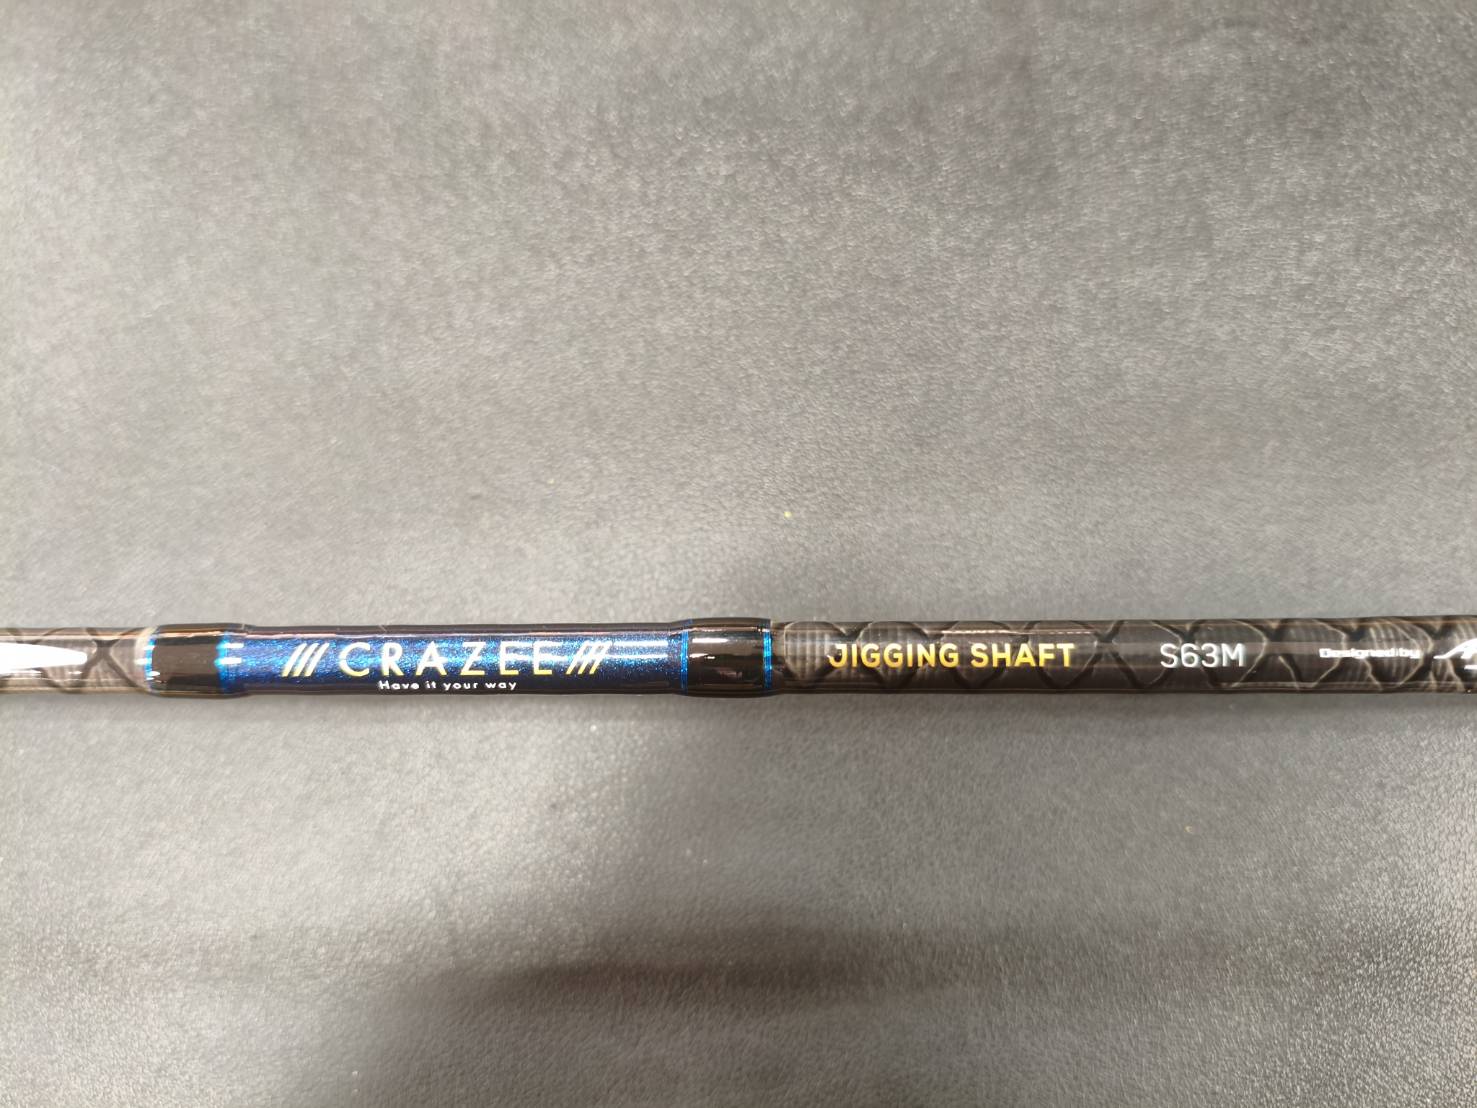 /// CRAZEE ///
Have it your way
JIGGING SHAFT S63M Designed by